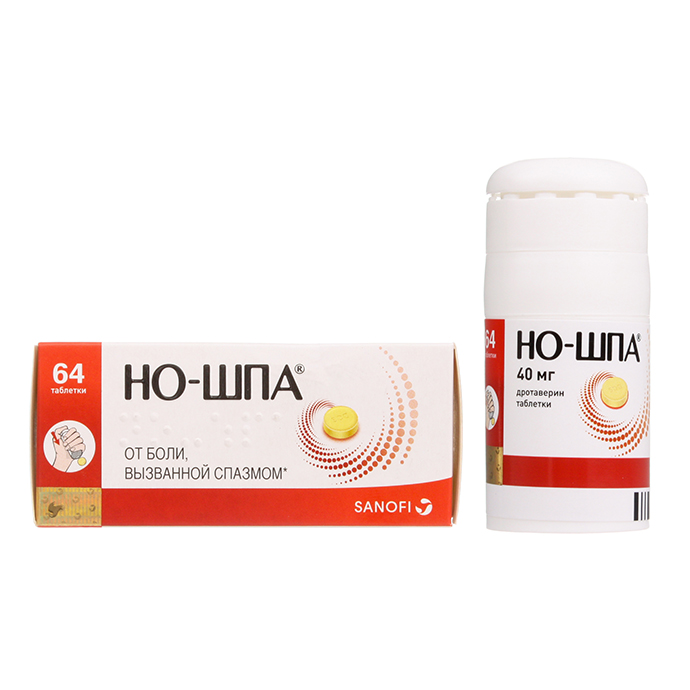 64
таблетки
НО-ШПА®
ОТ БОЛИ,
ВЫЗВАННОЙ СПАЗМОМ*
SANOFI
64
таблетки
НО-ШПА®
40 мг
дротаверин
таблетки